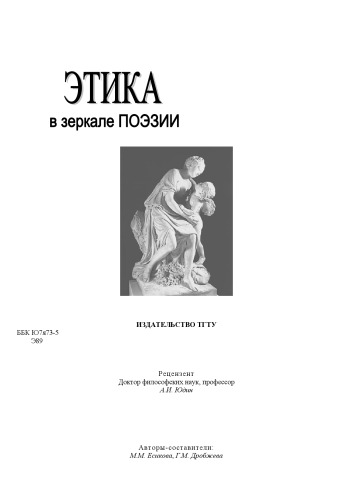 ЭТИКА
в зеркале ПОЭЗИИ
ИЗДАТЕЛЬСТВО ТГТУ
ББК Ю7я73-5
Э89
Рецензент
Доктор философских наук, профессор
А.И. Юдин
Авторы-составители:
М.М. Есикова, Г.М. Дробжева